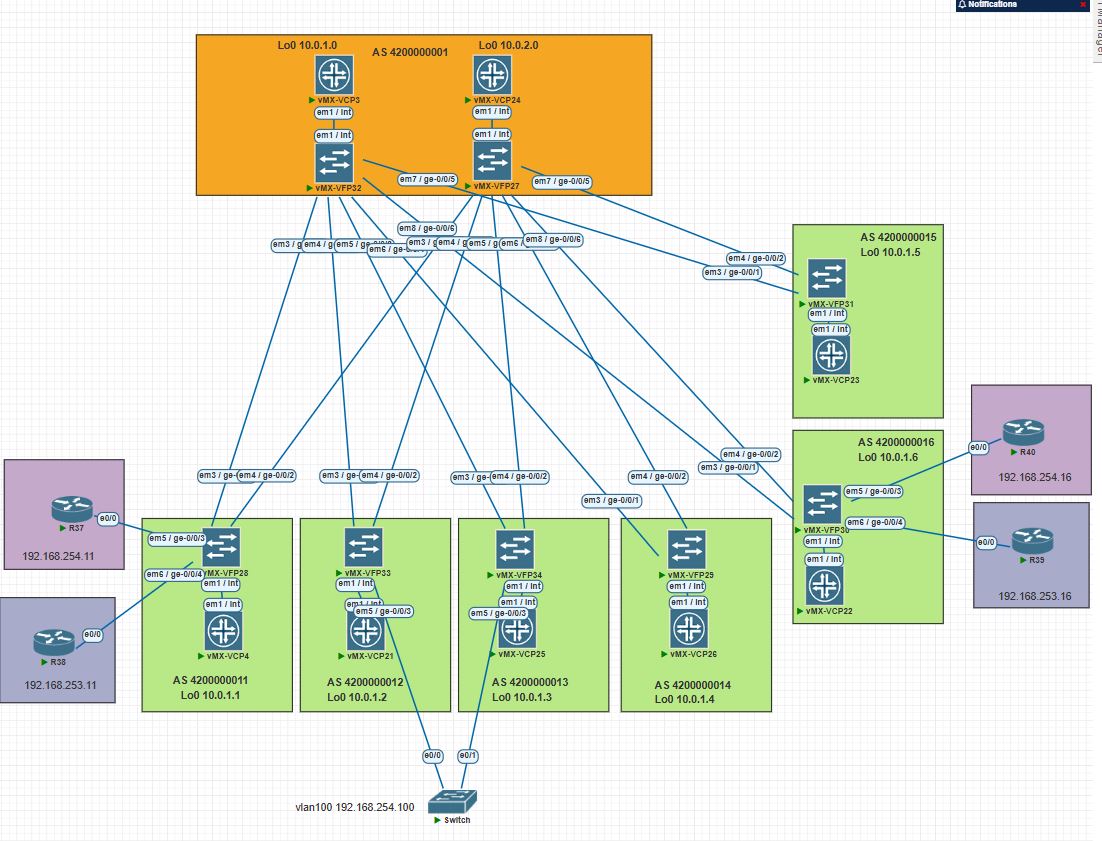 Notifications
Lo0 10.0.1.0
AS 4200000001
Lo0 10.0.2.0
vMX-VCP3
vMX-VCP24
em1 / int
em1 / int
em1 / int
em1 / int
vMX-VFP32
vMX-VFP27
em7 / ge-0/0/5
em7 / ge-0/0/5
em8 / ge-0/0/6
em3 /
em4 /
em5 /
em6 /
em3 /
em4 /
em5 /
em6 /
em8 / ge-0/0/6
AS 4200000015
Lo0 10.0.1.5
em4 / ge-0/0/2
em3 / ge-0/0/1
vMX-VFP31
em1 / int
em1 / int
vMX-VCP23
AS 4200000016
Lo0 10.0.1.6
em4 / ge-0/0/2
em3 / ge-0/0/1
em5 / ge-0/0/3
em6 / ge-0/0/4
vMX-VFP30
em1 / int
em1 / int
vMX-VCP22
e0/0
R40
192.168.254.16
e0/0
R39
192.168.253.16
em3 /
em4 / ge-0/0/2
em3 /
em4 / ge-0/0/2
em3 /
em4 / ge-0/0/2
em4 / ge-0/0/2
em3 / ge-0/0/1
R37
e0/0
192.168.254.11
em5 / ge-0/0/3
em6 / ge-0/0/4
vMX-VFP28
em1 / int
em1 / int
vMX-VCP4
AS 4200000011
Lo0 10.0.1.1
e0/0
R38
192.168.253.11
vMX-VFP33
em1 / int
em5 / ge-0/0/3
vMX-VCP21
AS 4200000012
Lo0 10.0.1.2
vMX-VFP34
em1 / int
em1 / int
em5 / ge-0/0/3
vMX-VCP25
AS 4200000013
Lo0 10.0.1.3
vMX-VFP29
em1 / int
em1 / int
vMX-VCP26
AS 4200000014
Lo0 10.0.1.4
e0/0
e0/1
vlan100 192.168.254.100
Switch